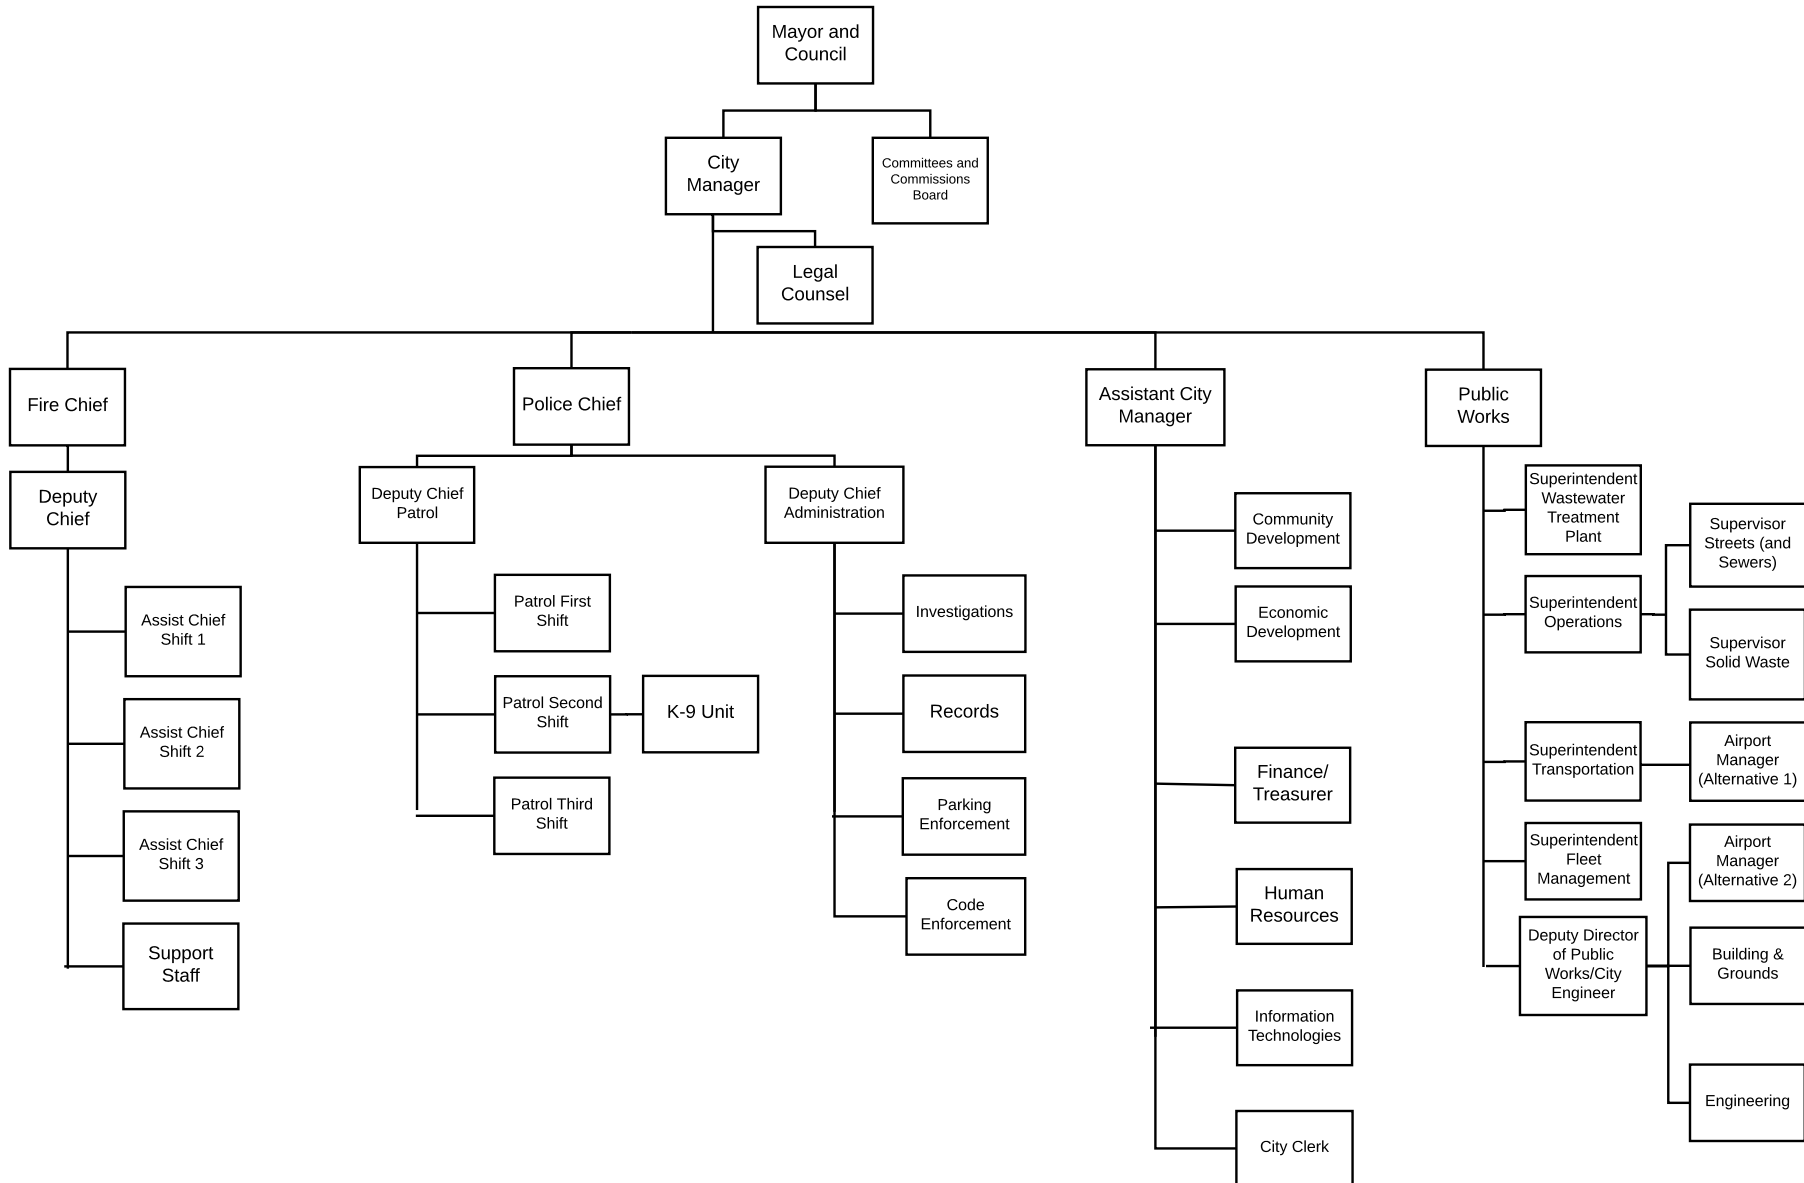 Mayor and
Council
City
Manager
Committees and
Commissions
Board
Legal
Counsel
Fire Chief
Police Chief
Assistant City
Manager
Public
Works
Deputy
Chief
Assist Chief
Shift 1
Assist Chief
Shift 2
Assist Chief
Shift 3
Support
Staff
Deputy Chief
Patrol
Patrol First
Shift
Patrol Second
Shift
K-9 Unit
Patrol Third
Shift
Deputy Chief
Administration
Investigations
Records
Parking
Enforcement
Code
Enforcement
Community
Development
Economic
Development
Finance/
Treasurer
Human
Resources
Information
Technologies
City Clerk
Superintendent
Wastewater
Treatment
Plant
Superintendent
Operations
Supervisor
Streets (and
Sewers)
Supervisor
Solid Waste
Superintendent
Transportation
Airport
Manager
(Alternative 1)
Superintendent
Fleet
Management
Deputy Director
of Public
Works/City
Engineer
Airport
Manager
(Alternative 2)
Building &
Grounds
Engineering